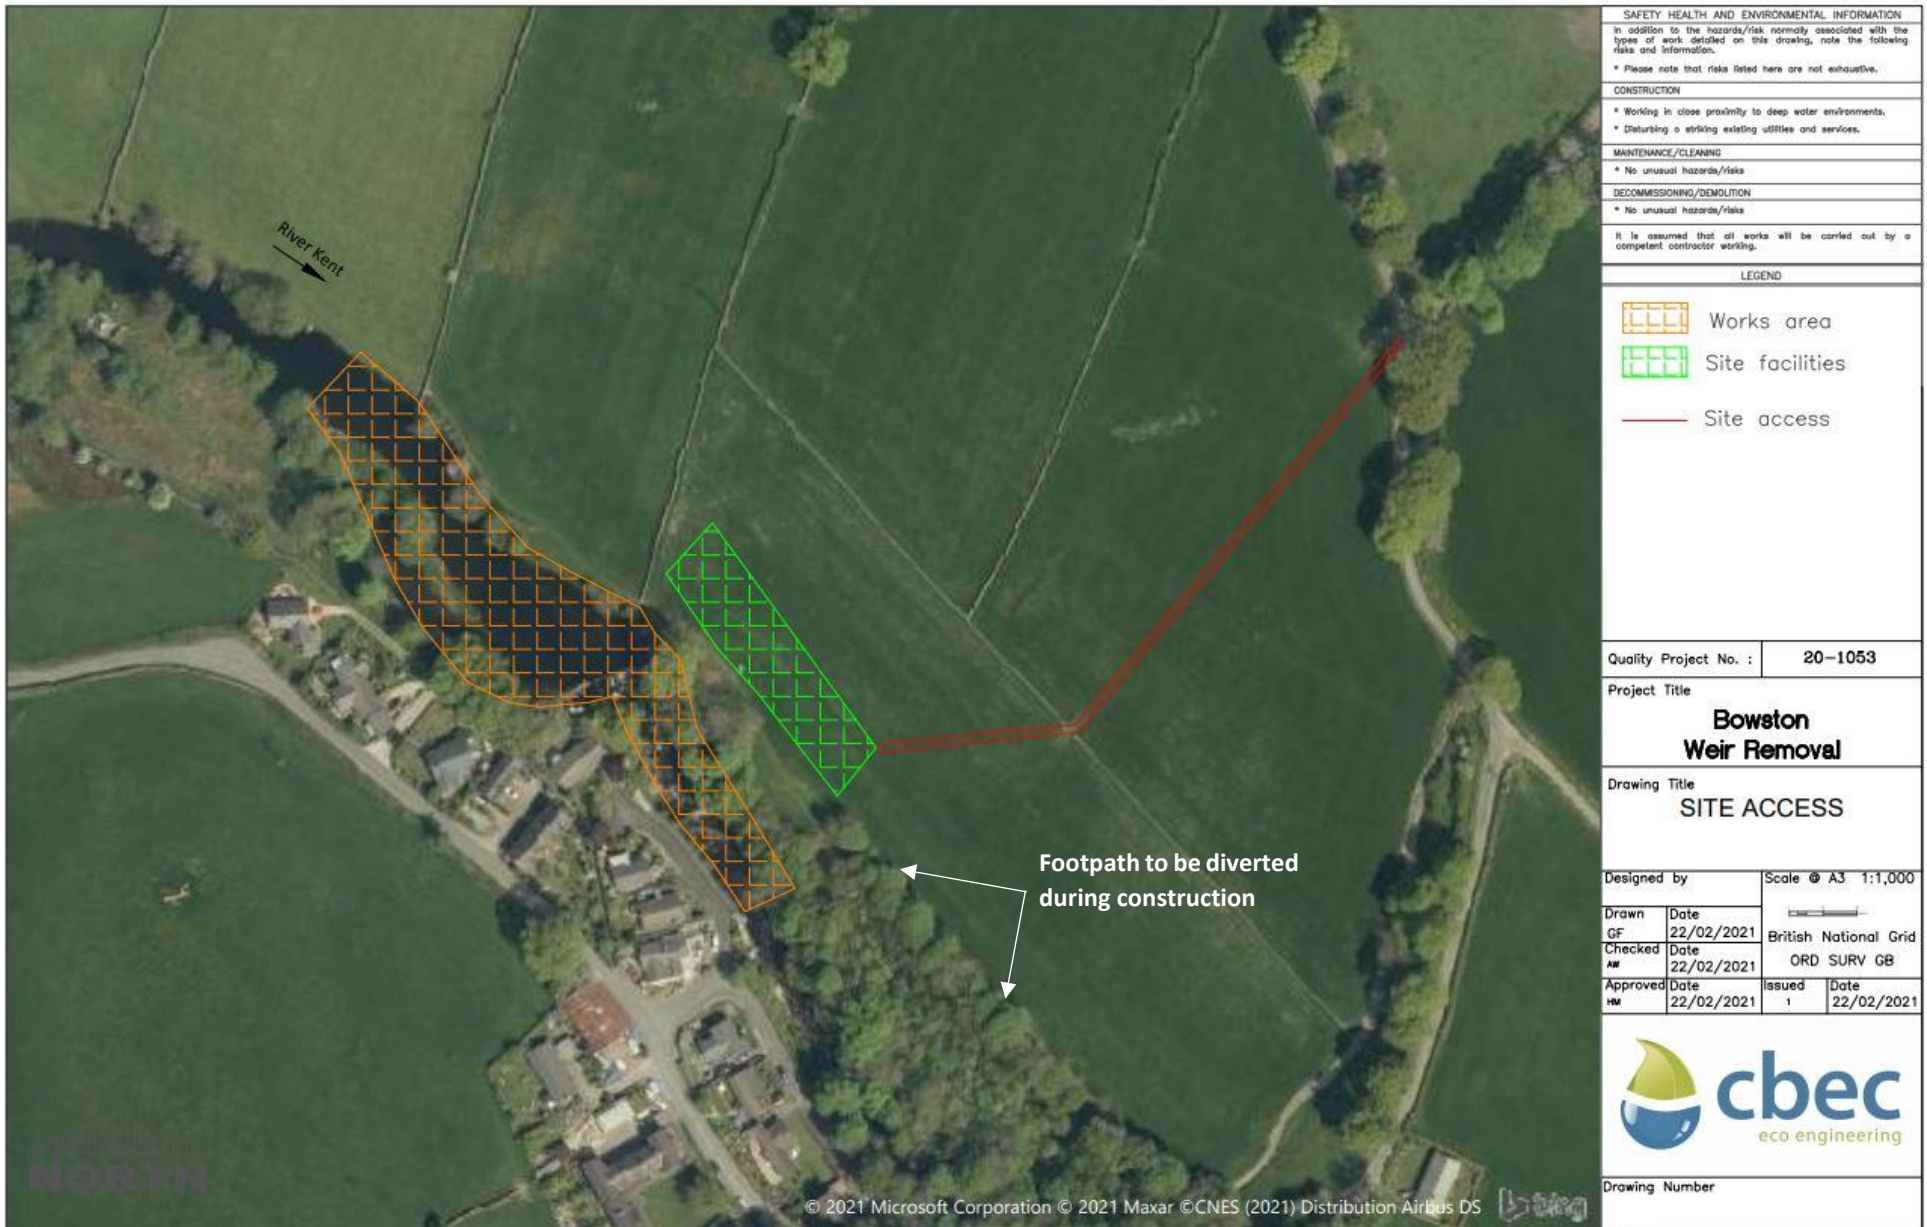 River Kent
Footpath to be diverted
during construction
NORTH
© 2021 Microsoft Corporation © 2021 Maxar ©CNES (2021) Distribution Airbus DS
bing
SAFETY HEALTH AND ENVIRONMENTAL INFORMATION
In addition to the hazards/risk normally associated with the
types of work detailed on this drawing, note the following
risks and information.
* Please note that risks listed here are not exhaustive.
CONSTRUCTION
* Working in close proximity to deep water environments.
* Disturbing o striking existing utilities and services.
MAINTENANCE/CLEANING
* No unusual hazards/risks
DECOMMISSIONING/DEMOLITION
* No unusual hazards/risks
It is assumed that all works will be carried out by a
competent contractor working.
LEGEND
Works area
Site facilities
Site access
Quality Project No. : 20-1053
Project Title
Bowston
Weir Removal
Drawing Title
SITE ACCESS
Designed by Scale @ A3 1:1,000
Drawn Date
GF 22/02/2021
British National Grid
ORD SURV GB
Checked Date
AW 22/02/2021
Approved Date Issued Date
HM 22/02/2021 1 22/02/2021
cbec
eco engineering
Drawing Number